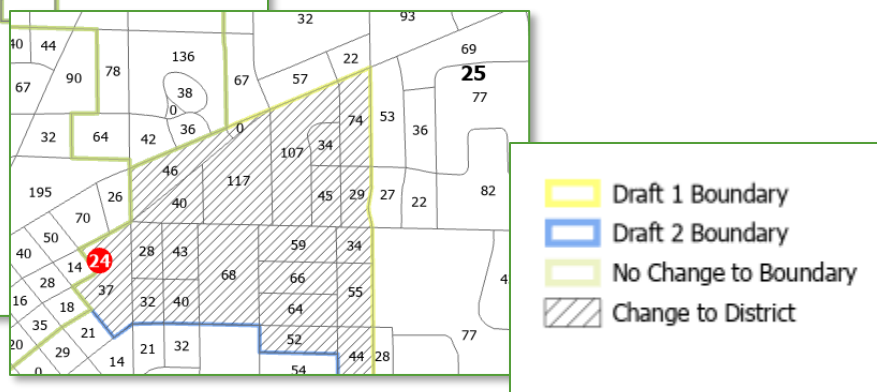 32 93
40 44 136 22 69
90 78 67 57 25
67 38 77
0 36 0 74 53 36
32 64 42 34
107
46 117
195 26 40 45 29 27 22 82
70
50 28 43 59 34
40 24
14 68 66
28 37 55
16 18 32 40 64
35 21 52 77
20 29 21 32 44 28
0 14 54
Draft 1 Boundary
Draft 2 Boundary
No Change to Boundary
Change to District